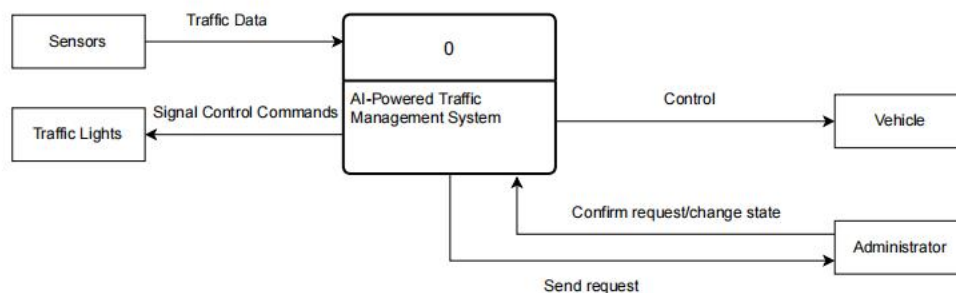 Traffic Data
Sensors
0
AI-Powered Traffic
Management System
Signal Control Commands
Traffic Lights
Control
Vehicle
Confirm request/change state
Administrator
Send request